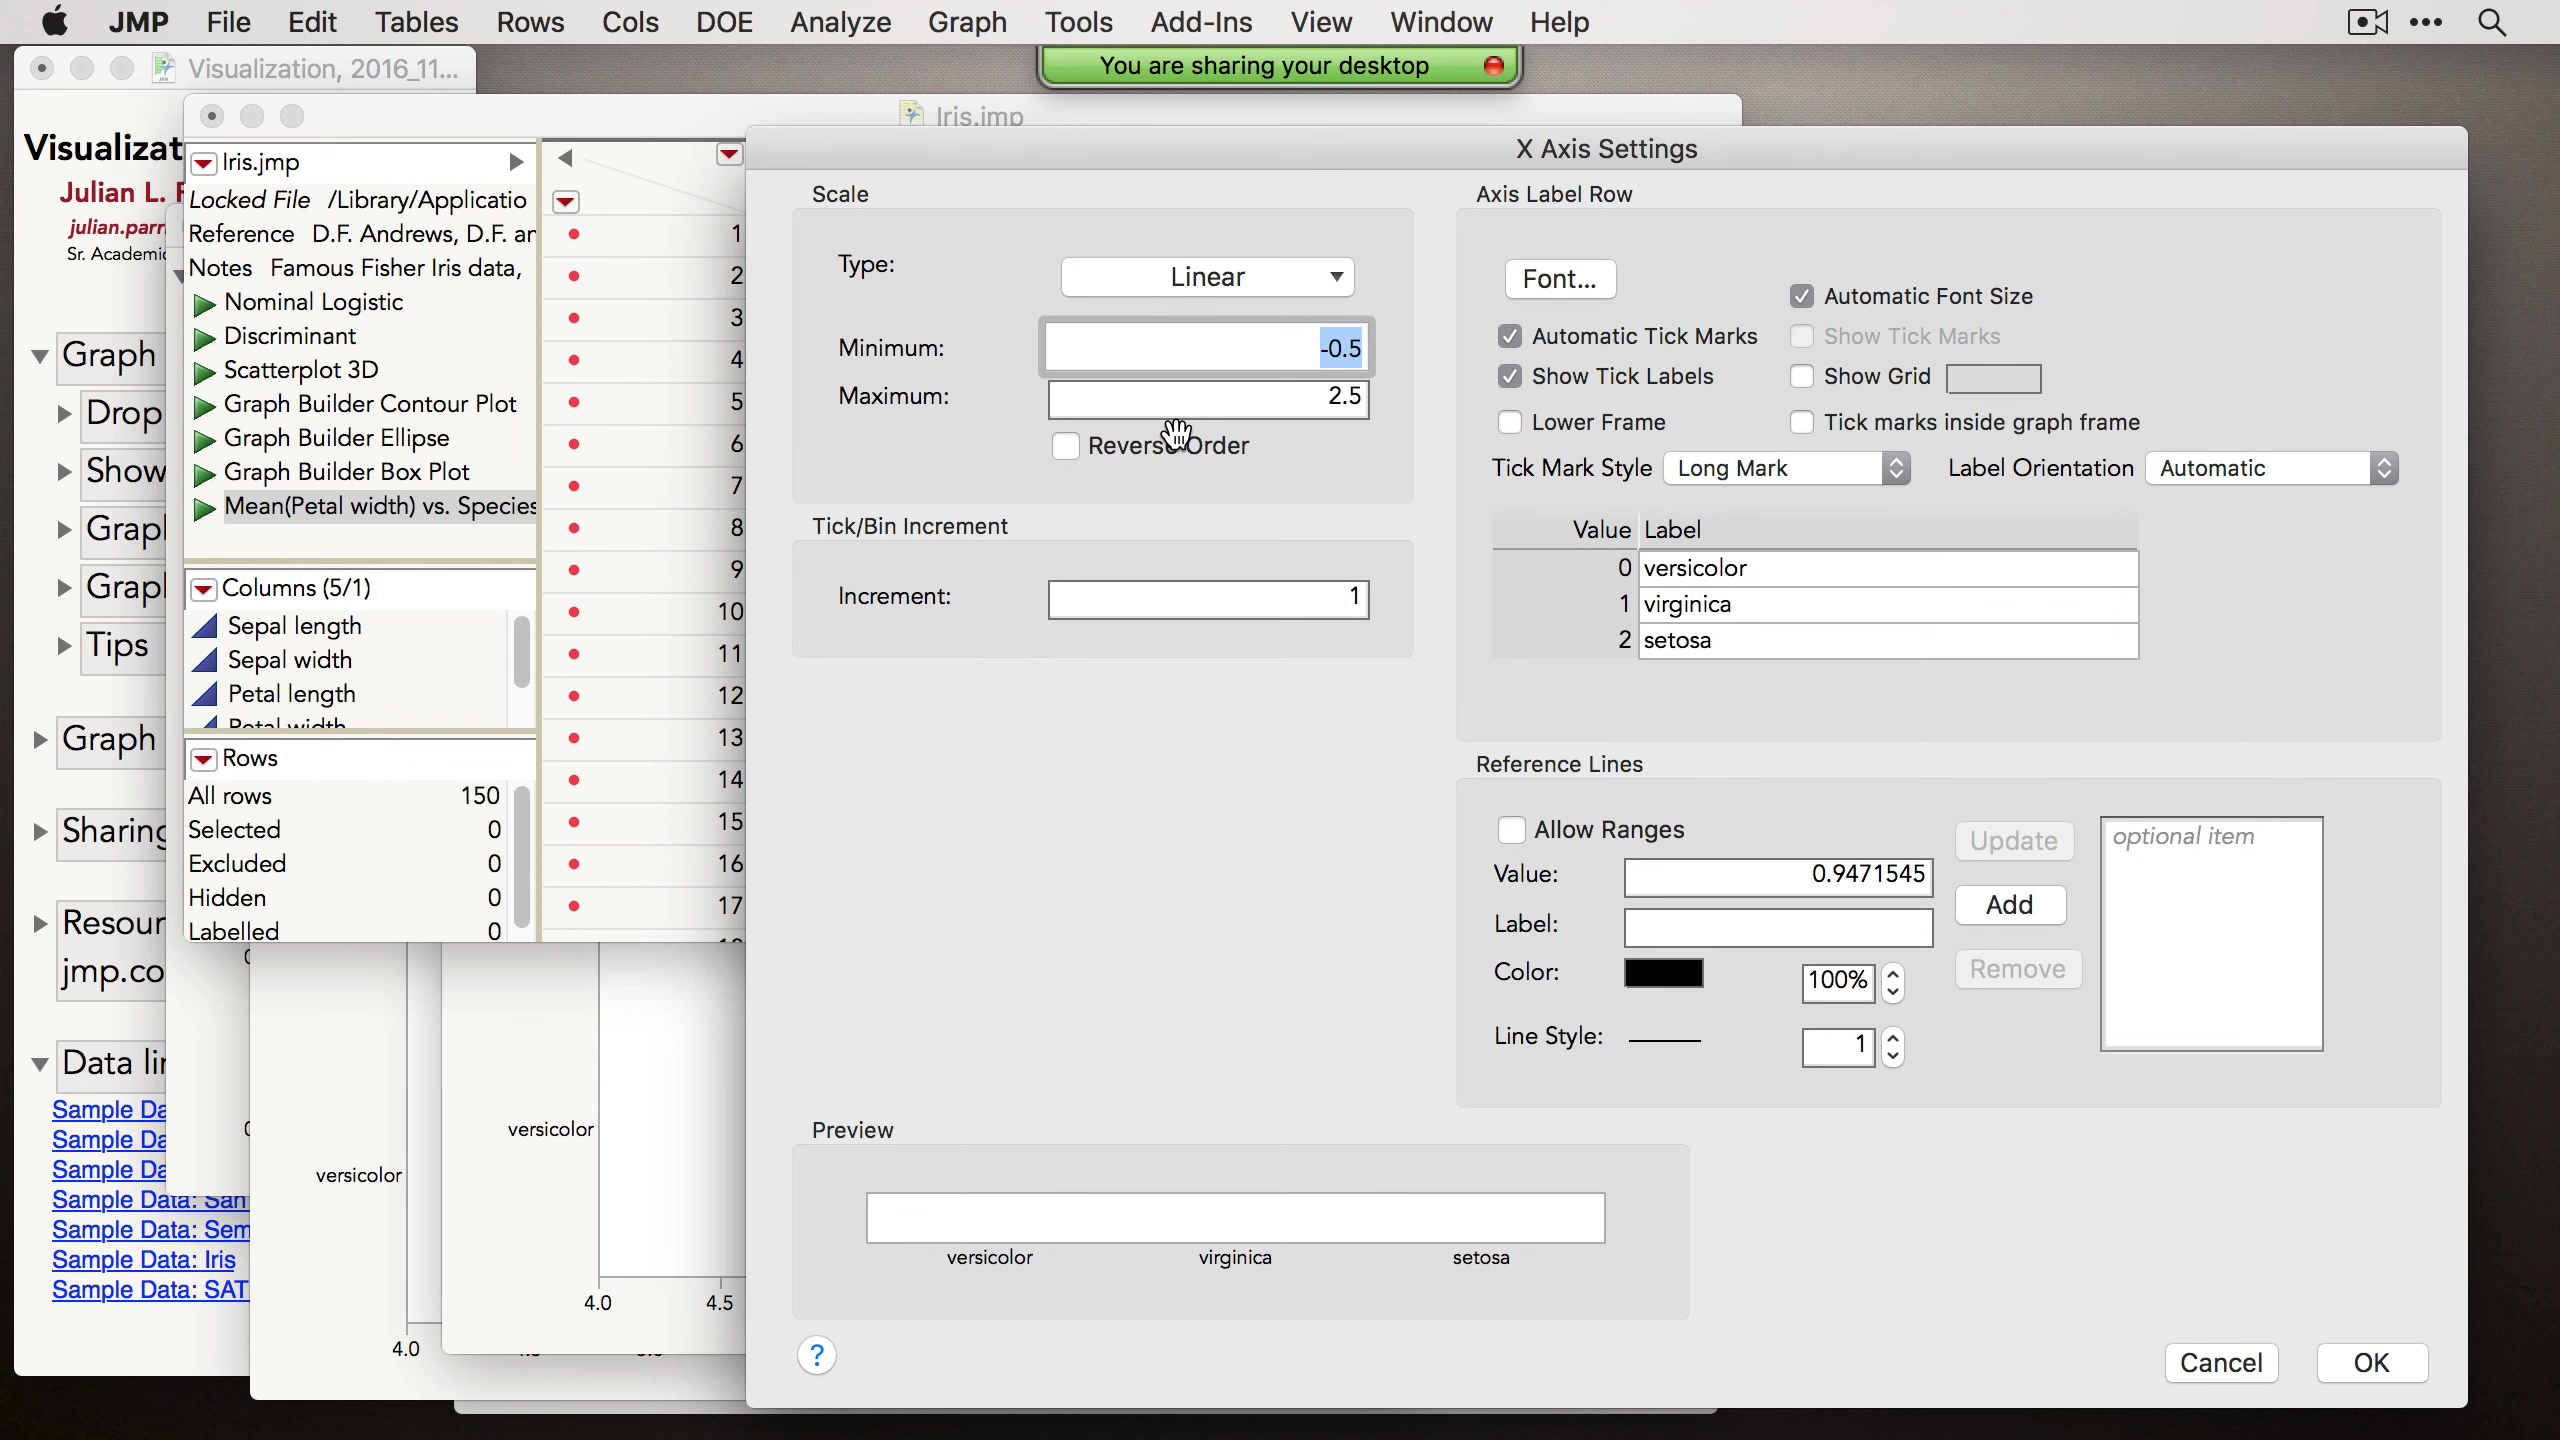 JMP File Edit Tables Rows Cols DOE Analyze Graph Tools Add-Ins View Window Help
You are sharing your desktop
Visualization, 2016_11...
Iris.jmp
X Axis Settings
Visualizat
Julian L.
julian.parr
Sr. Academic
Graph
Drop
Show
Grap
Grap
Tips
Graph
Sharing
Resour
jmp.co
Data lin
Sample Da
Sample Da
Sample Da
Sample Data: San
Sample Data: Sem
Sample Data: Iris
Sample Data: SAT
Iris.jmp
Locked File /Library/Applicatio
Reference D.F. Andrews, D.F. an
Notes Famous Fisher Iris data,
Nominal Logistic
Discriminant
Scatterplot 3D
Graph Builder Contour Plot
Graph Builder Ellipse
Graph Builder Box Plot
Mean(Petal width) vs. Species
Columns (5/1)
Sepal length
Sepal width
Petal length
Petal width
Rows
All rows 150
Selected 0
Excluded 0
Hidden 0
Labelled 0
1
2
3
4
5
6
7
8
9
10
11
12
13
14
15
16
17
versicolor
4.0
versicolor
4.0 4.5
Scale
Type: Linear
Minimum: -0.5
Maximum: 2.5
Reverse Order
Tick/Bin Increment
Increment: 1
Axis Label Row
Font...
Automatic Font Size
Automatic Tick Marks Show Tick Marks
Show Tick Labels Show Grid
Lower Frame Tick marks inside graph frame
Tick Mark Style Long Mark Label Orientation Automatic
Value Label
0 versicolor
1 virginica
2 setosa
Reference Lines
Allow Ranges
Value: 0.9471545
Label:
Color: 100%
Line Style: 1
Update
Add
Remove
optional item
Preview
versicolor virginica setosa
?
Cancel OK